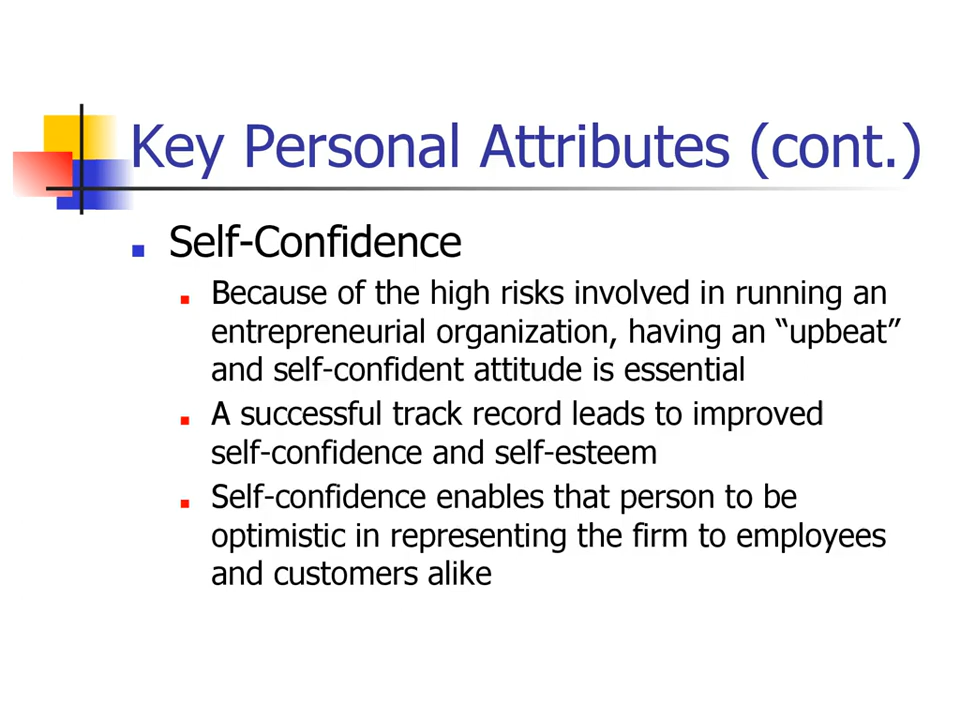 Key Personal Attributes (cont.)
Self-Confidence
Because of the high risks involved in running an
entrepreneurial organization, having an “upbeat”
and self-confident attitude is essential
A successful track record leads to improved
self-confidence and self-esteem
Self-confidence enables that person to be
optimistic in representing the firm to employees
and customers alike